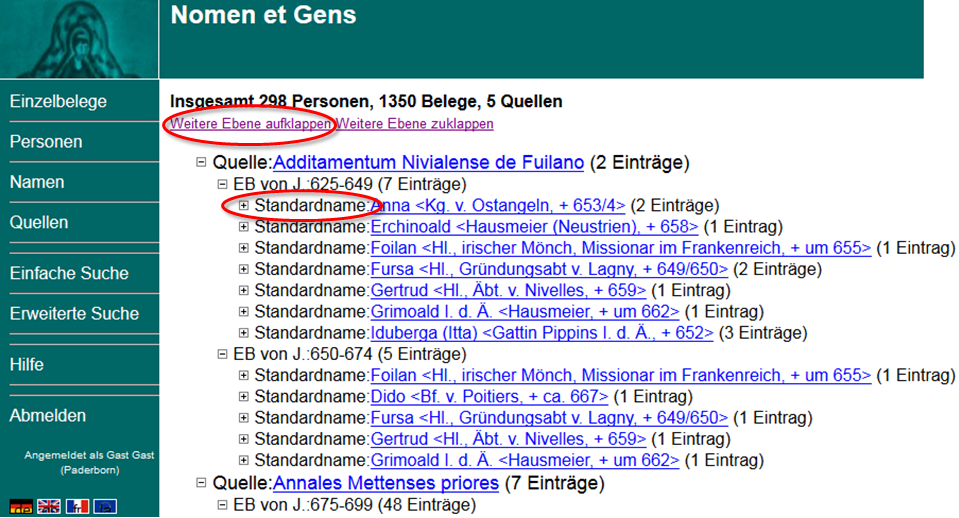 Nomen et Gens
Einzelbelege
Personen
Namen
Quellen
Einfache Suche
Erweiterte Suche
Hilfe
Abmelden
Angemeldet als Gast Gast
(Paderborn)
Insgesamt 298 Personen, 1350 Belege, 5 Quellen
Weitere Ebene aufklappen Weitere Ebene zuklappen
Quelle:Additamentum Nivialense de Fuilano (2 Einträge)
EB von J.:625-649 (7 Einträge)
Standardname:Anna <Kg. v. Ostangeln, + 653/4> (2 Einträge)
Standardname:Erchinoald <Hausmeier (Neustrien), + 658> (1 Eintrag)
Standardname:Foilan <Hl., irischer Mönch, Missionar im Frankenreich, + um 655> (1 Eintrag)
Standardname:Fursa <Hl., Gründungsabt v. Lagny, + 649/650> (2 Einträge)
Standardname:Gertrud <Hl., Äbt. v. Nivelles, + 659> (1 Eintrag)
Standardname:Grimoald I. d. Ä. <Hausmeier, + um 662> (1 Eintrag)
Standardname:Iduberga (Itta) <Gattin Pippins I. d. Ä., + 652> (3 Einträge)
EB von J.:650-674 (5 Einträge)
Standardname:Foilan <Hl., irischer Mönch, Missionar im Frankenreich, + um 655> (1 Eintrag)
Standardname:Dido <Bf. v. Poitiers, + ca. 667> (1 Eintrag)
Standardname:Fursa <Hl., Gründungsabt v. Lagny, + 649/650> (1 Eintrag)
Standardname:Gertrud <Hl., Äbt. v. Nivelles, + 659> (1 Eintrag)
Standardname:Grimoald I. d. Ä. <Hausmeier, + um 662> (1 Eintrag)
Quelle:Annales Mettenses priores (7 Einträge)
EB von J.:675-699 (48 Einträge)